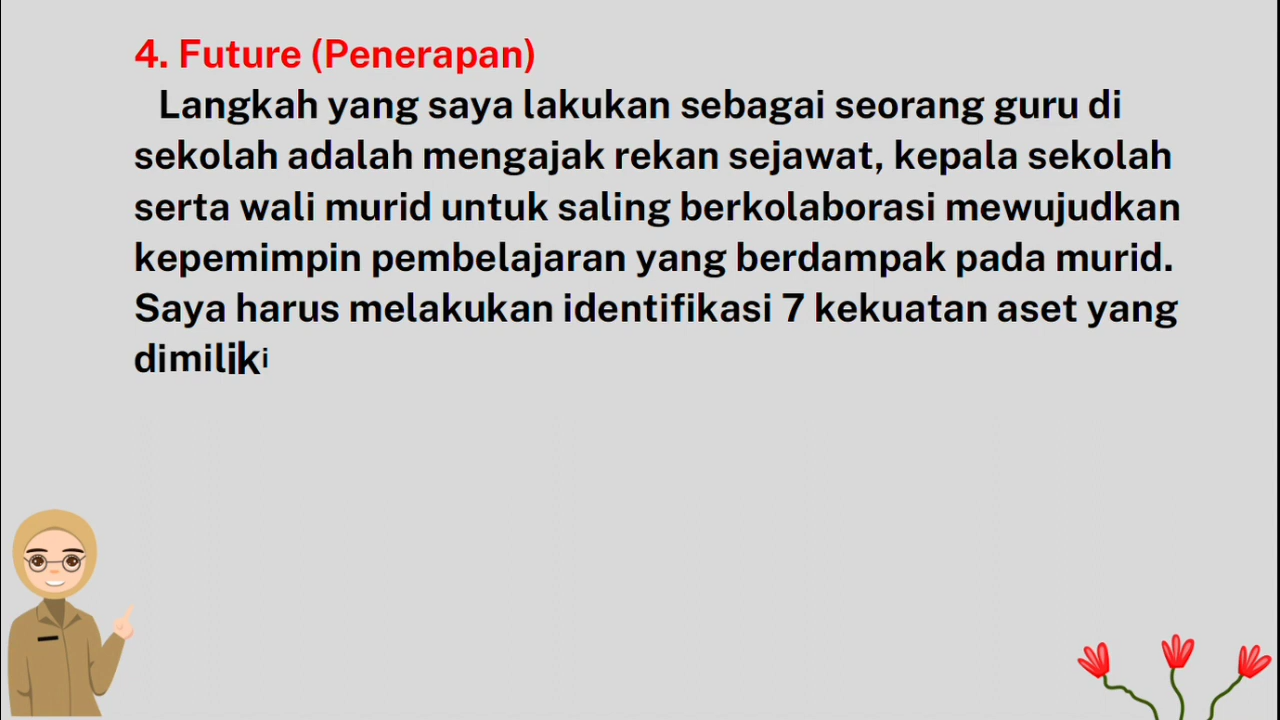 4. Future (Penerapan)
Langkah yang saya lakukan sebagai seorang guru di
sekolah adalah mengajak rekan sejawat, kepala sekolah
serta wali murid untuk saling berkolaborasi mewujudkan
kepemimpin pembelajaran yang berdampak pada murid.
Saya harus melakukan identifikasi 7 kekuatan aset yang
dimiliki